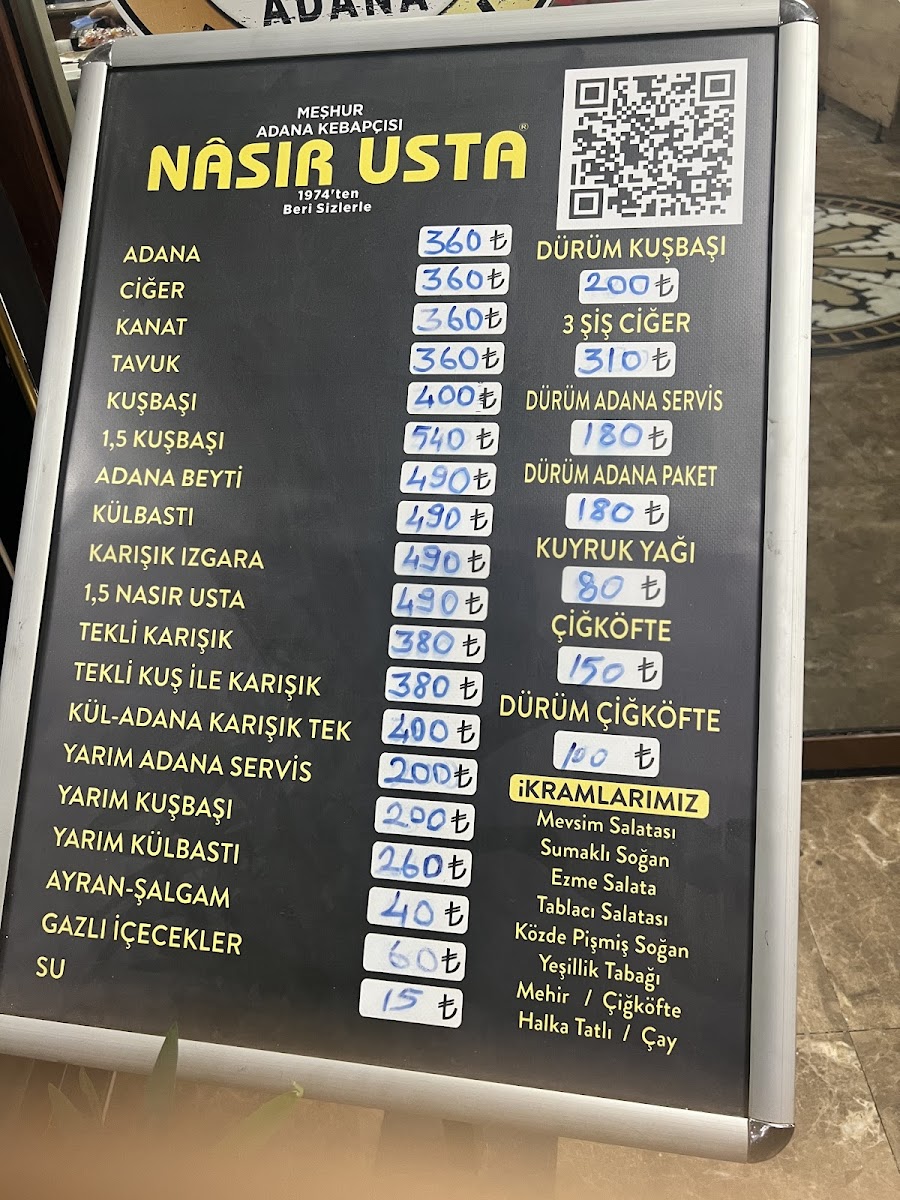 ADANA
MEŞHUR
ADANA KEBAPÇISI
NÂSIR USTA®
1974'ten
Beri Sizlerle
ADANA 360 ₺
CİĞER 360 ₺
KANAT 360 ₺
TAVUK 360 ₺
KUŞBAŞI 400 ₺
1,5 KUŞBAŞI 540 ₺
ADANA BEYTİ 490 ₺
KÜLBASTI 490 ₺
KARIŞIK IZGARA 490 ₺
1,5 NASIR USTA 490 ₺
TEKLİ KARIŞIK 380 ₺
TEKLİ KUŞ İLE KARIŞIK 380 ₺
KÜL-ADANA KARIŞIK TEK 400 ₺
YARIM ADANA SERVİS 200 ₺
YARIM KUŞBAŞI 200 ₺
YARIM KÜLBASTI 260 ₺
AYRAN-ŞALGAM 40 ₺
GAZLI İÇECEKLER 60 ₺
SU 15 ₺
DÜRÜM KUŞBAŞI
200 ₺
3 ŞİŞ CİĞER
310 ₺
DÜRÜM ADANA SERVİS
180 ₺
DÜRÜM ADANA PAKET
180 ₺
KUYRUK YAĞI
80 ₺
ÇİĞKÖFTE
150 ₺
DÜRÜM ÇİĞKÖFTE
100 ₺
iKRAMLARIMIZ
Mevsim Salatası
Sumaklı Soğan
Ezme Salata
Tablacı Salatası
Közde Pişmiş Soğan
Yeşillik Tabağı
Mehir / Çiğköfte
Halka Tatlı / Çay